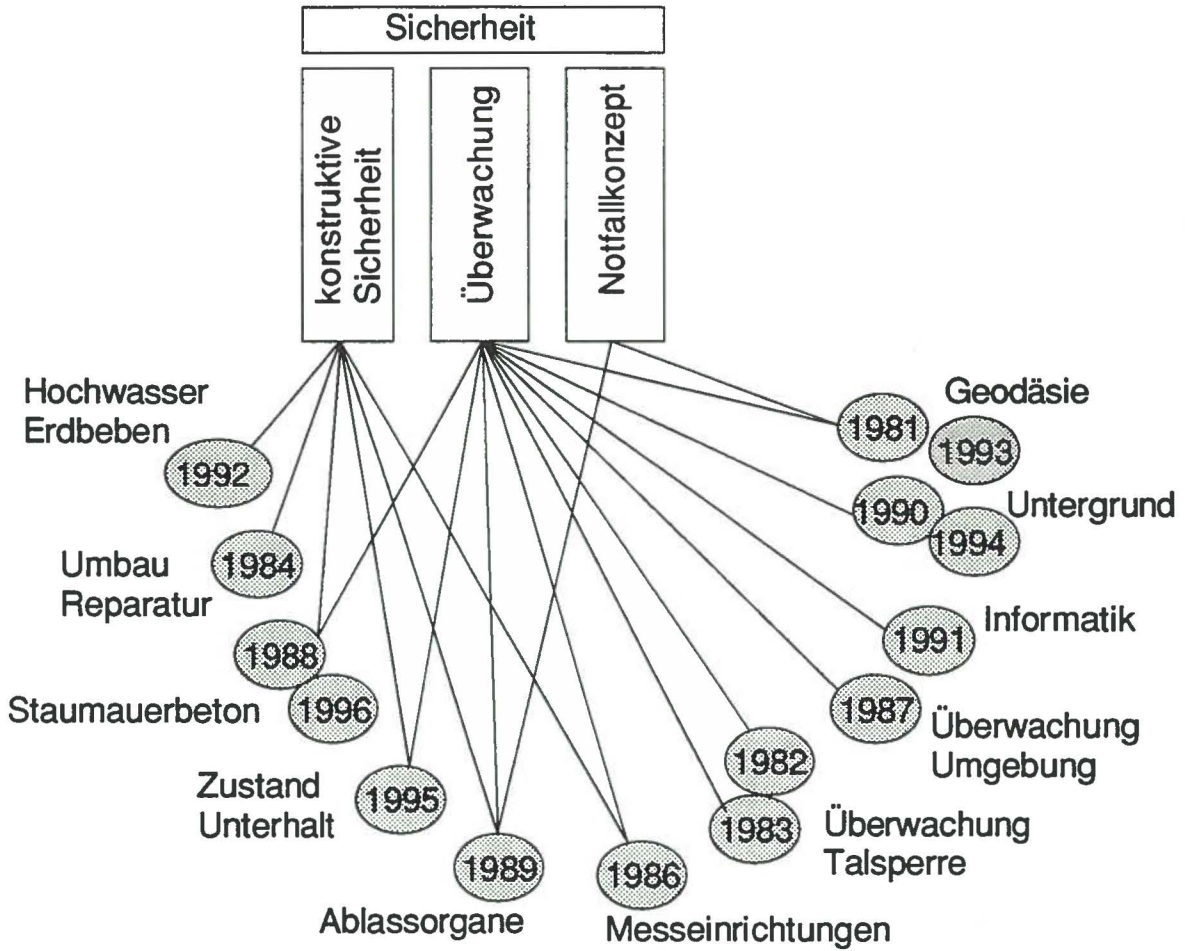 Sicherheit
konstruktive
Sicherheit
Überwachung
Notfallkonzept
Hochwasser
Erdbeben
1992
Umbau
Reparatur
1984
1988
Staumauerbeton
1996
Zustand
Unterhalt
1995
1989
Ablassorgane
1986
Messeinrichtungen
1982
1983
Überwachung
Talsperre
1987
Überwachung
Umgebung
1991
Informatik
1990
1994
Untergrund
1981
1993
Geodäsie